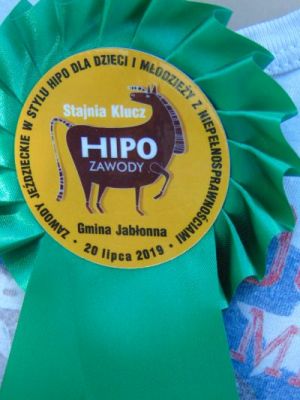 ZAWODY JEŹDZIECKIE W STYLU HIPO DLA DZIECI I MŁODZIEŻY Z NIEPEŁNOSPRAWNOŚCIAMI
Stajnia Klucz
HIPO
ZAWODY
Gmina Jabłonna
• 20 lipca 2019 •